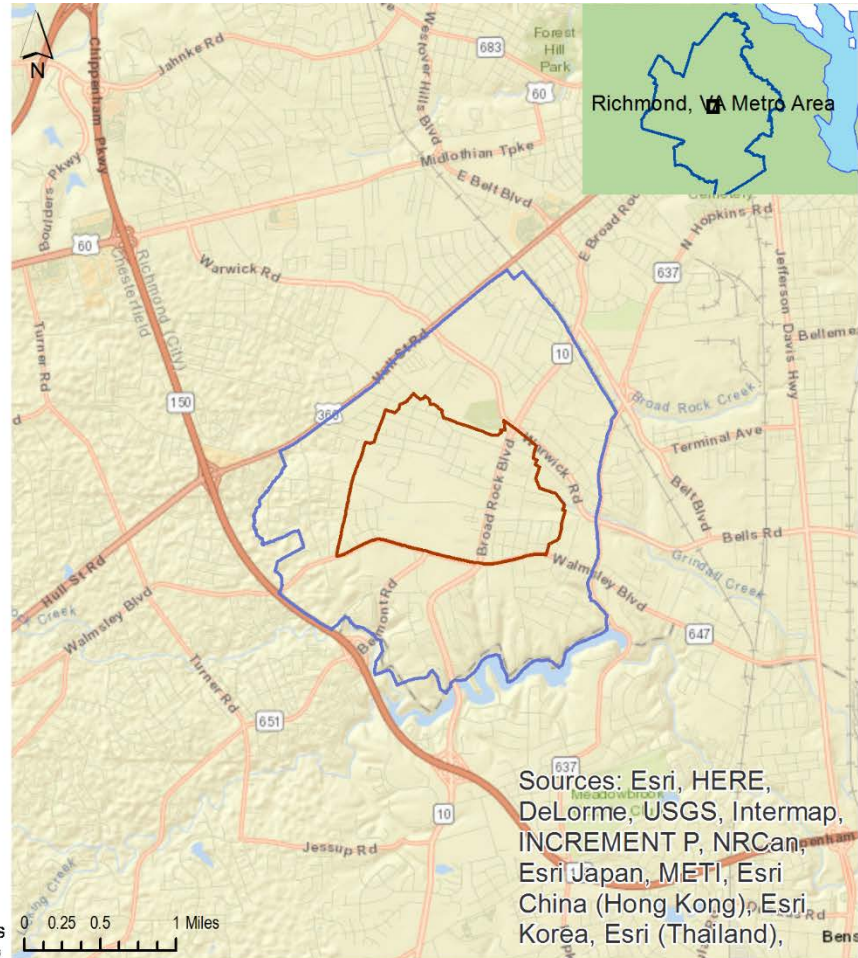 N
Chippenham Pkwy
Jahnke Rd
Westover Hills Blvd
683
Forest
Hill
Park
60
Richmond, VA Metro Area
Midlothian Tpke
E Belt Blvd
Boulders Pkwy
60
Richmond (City)
Chesterfield
Warwick Rd
E Broad Roc
N Hopkins Rd
637
Jefferson Davis Hwy
Turner Rd
150
Hull St Rd
360
10
Belleme
Broad Rock Creek
Terminal Ave
Warwick Rd
Broad Rock Blvd
Belt Blvd
Bells Rd
Grindall Creek
Hull St Rd
Walmsley Blvd
Walmsley Blvd
647
Belmont Rd
Turner Rd
651
637
10
Jessup Rd
Meadowbrook
Sources: Esri, HERE,
DeLorme, USGS, Intermap,
INCREMENT P, NRCan,
Esri Japan, METI, Esri
China (Hong Kong), Esri
Korea, Esri (Thailand),
Bens
0 0.25 0.5 1 Miles